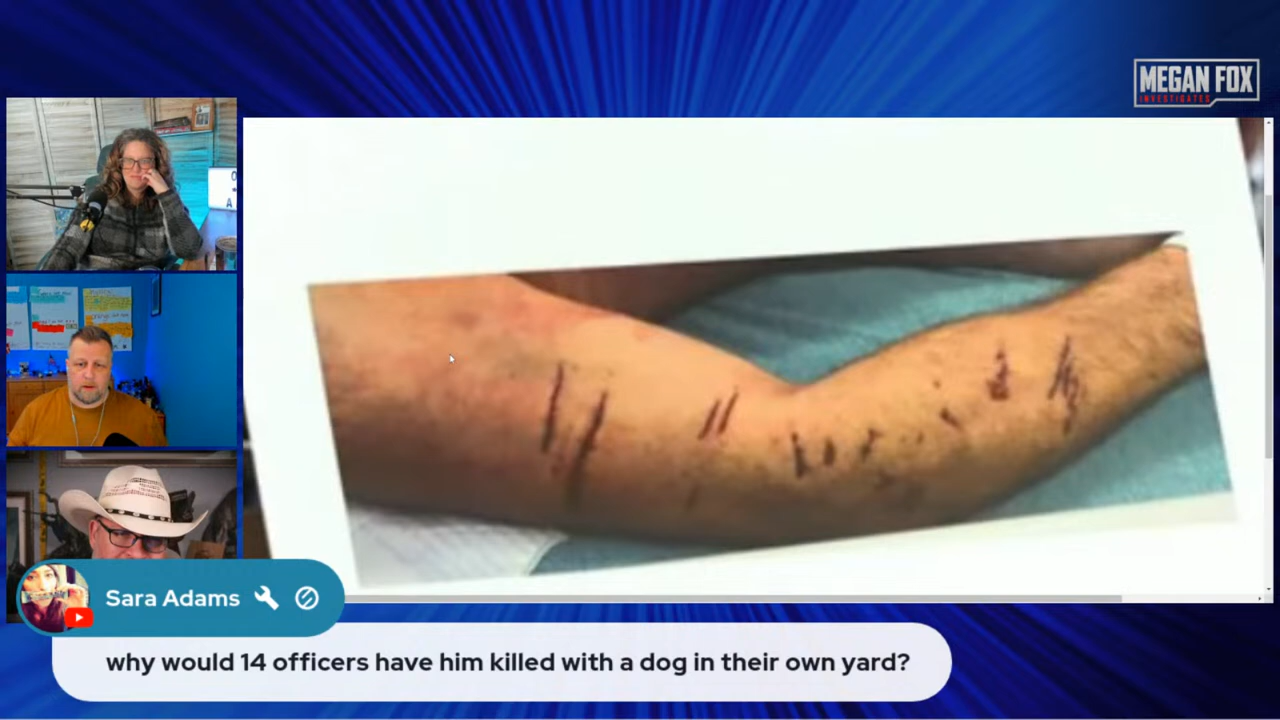 MEGAN FOX
INVESTIGATES
Sara Adams
why would 14 officers have him killed with a dog in their own yard?